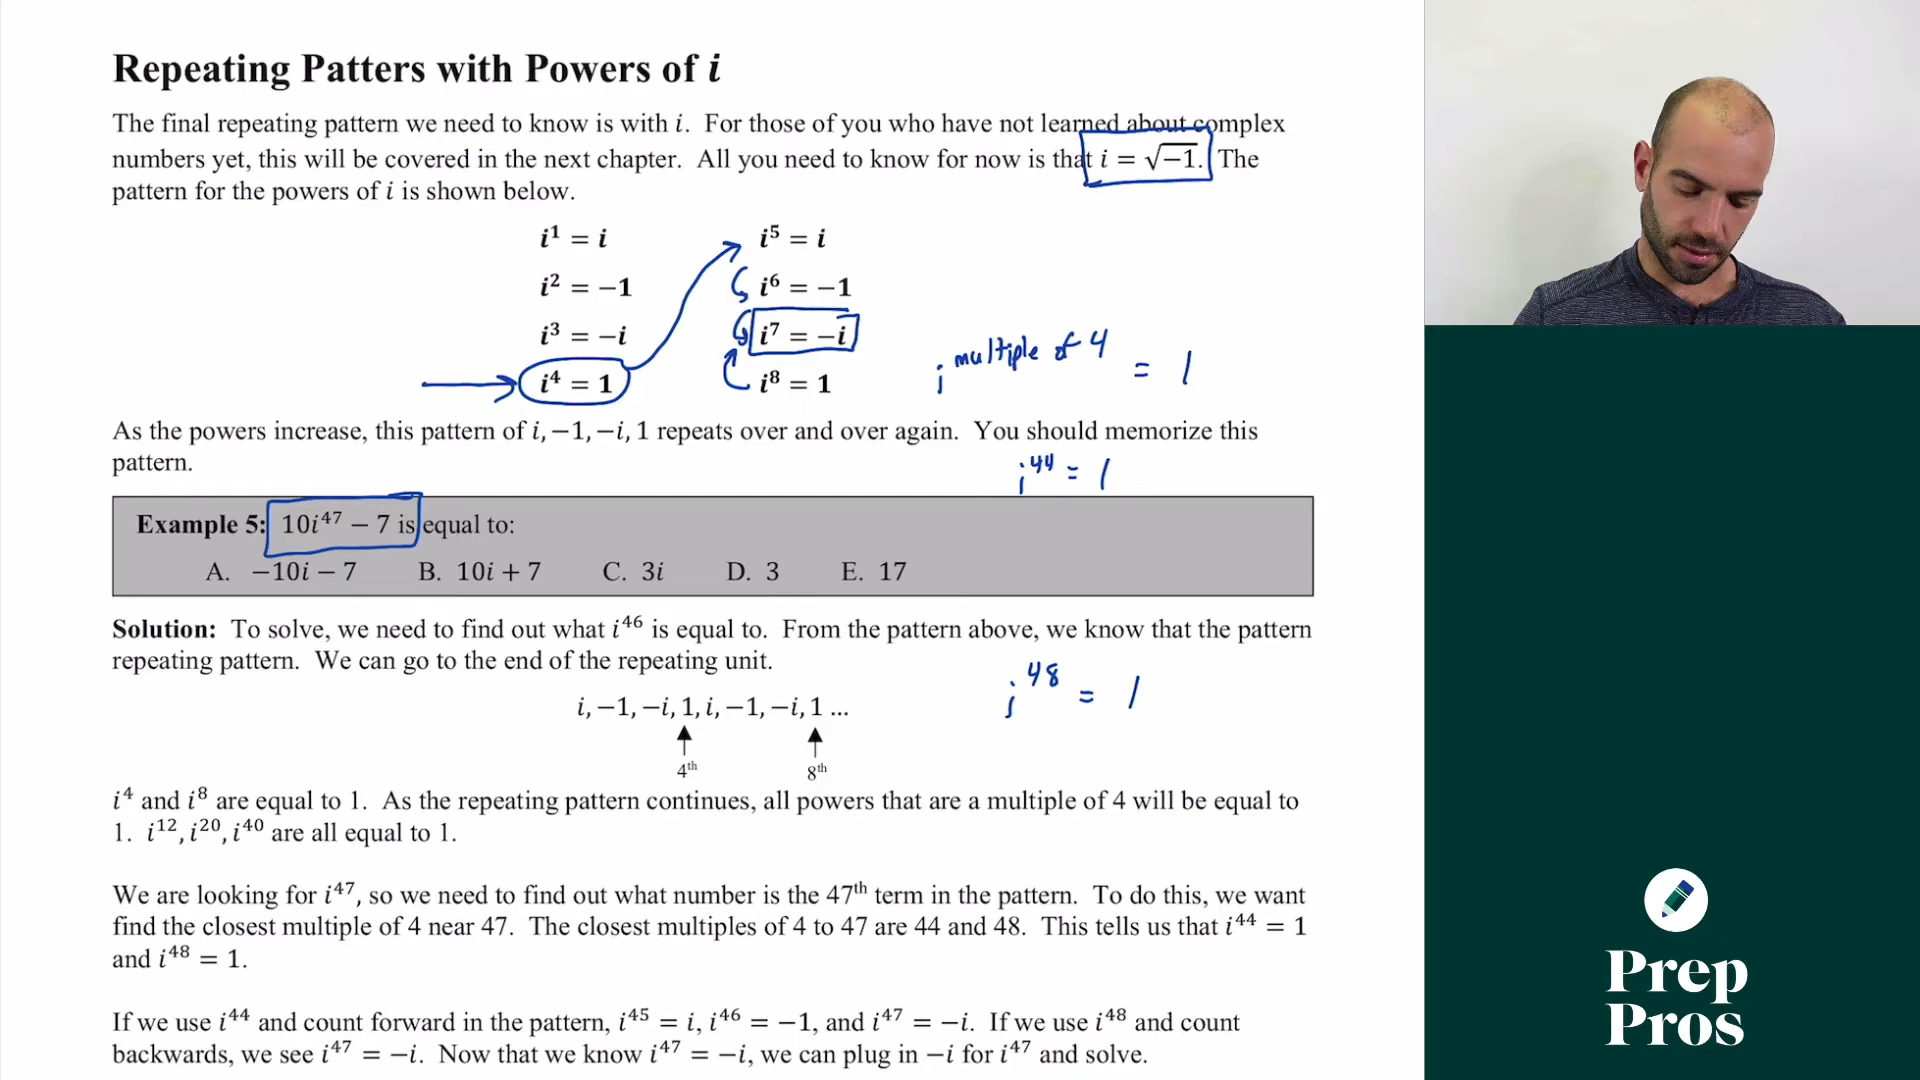 Repeating Patters with Powers of i
The final repeating pattern we need to know is with i. For those of you who have not learned about complex
numbers yet, this will be covered in the next chapter. All you need to know for now is that i = √−1. The
pattern for the powers of i is shown below.
i¹ = i i⁵ = i
i² = −1 i⁶ = −1
i³ = −i i⁷ = −i
i⁴ = 1 i⁸ = 1
i multiple of 4 = 1
As the powers increase, this pattern of i, −1, −i, 1 repeats over and over again. You should memorize this
pattern.
i⁴⁴ = 1
Example 5: 10i⁴⁷ − 7 is equal to:
A. −10i − 7 B. 10i + 7 C. 3i D. 3 E. 17
Solution: To solve, we need to find out what i⁴⁶ is equal to. From the pattern above, we know that the pattern
repeating pattern. We can go to the end of the repeating unit.
i⁴⁸ = 1
i, −1, −i, 1, i, −1, −i, 1 ...
4th 8th
i⁴ and i⁸ are equal to 1. As the repeating pattern continues, all powers that are a multiple of 4 will be equal to
1. i¹², i²⁰, i⁴⁰ are all equal to 1.
We are looking for i⁴⁷, so we need to find out what number is the 47th term in the pattern. To do this, we want
find the closest multiple of 4 near 47. The closest multiples of 4 to 47 are 44 and 48. This tells us that i⁴⁴ = 1
and i⁴⁸ = 1.
If we use i⁴⁴ and count forward in the pattern, i⁴⁵ = i, i⁴⁶ = −1, and i⁴⁷ = −i. If we use i⁴⁸ and count
backwards, we see i⁴⁷ = −i. Now that we know i⁴⁷ = −i, we can plug in −i for i⁴⁷ and solve.
Prep
Pros